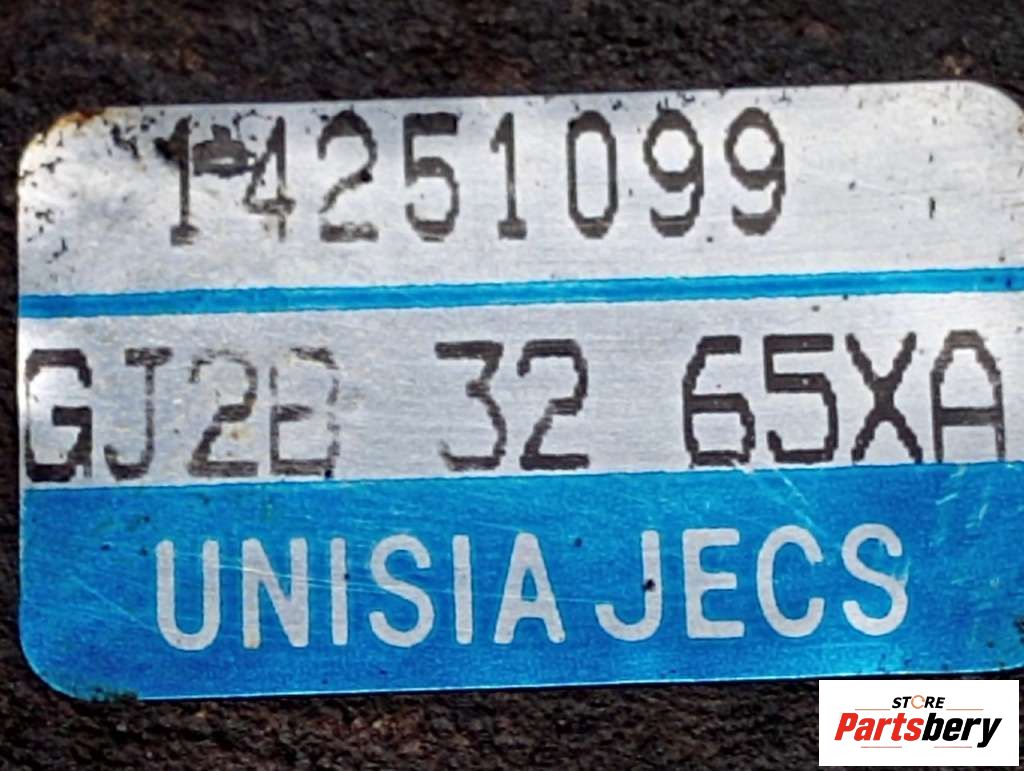 14251099
GJ2B 32 65XA
UNISIA JECS
STORE
Partsbery